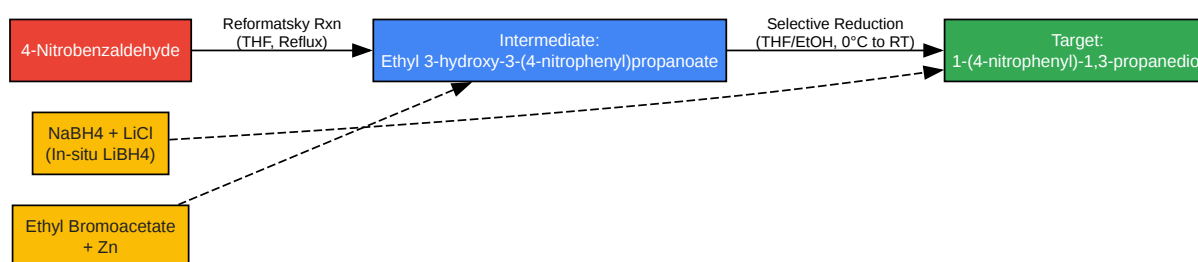 4-Nitrobenzaldehyde
Reformatsky Rxn
(THF, Reflux)
Intermediate:
Ethyl 3-hydroxy-3-(4-nitrophenyl)propanoate
Selective Reduction
(THF/EtOH, 0°C to RT)
Target:
1-(4-nitrophenyl)-1,3-propanediol
NaBH4 + LiCl
(In-situ LiBH4)
Ethyl Bromoacetate
+ Zn